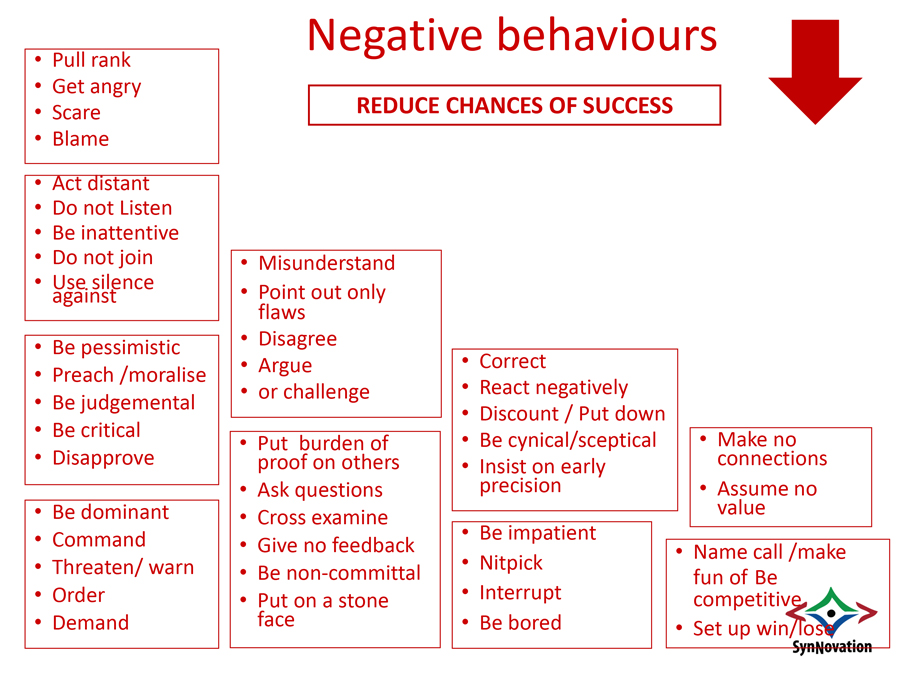 Negative behaviours
REDUCE CHANCES OF SUCCESS
• Pull rank
• Get angry
• Scare
• Blame
• Act distant
• Do not Listen
• Be inattentive
• Do not join
• Use silence
against
• Be pessimistic
• Preach /moralise
• Be judgemental
• Be critical
• Disapprove
• Be dominant
• Command
• Threaten/ warn
• Order
• Demand
• Misunderstand
• Point out only
flaws
• Disagree
• Argue
• or challenge
• Put burden of
proof on others
• Ask questions
• Cross examine
• Give no feedback
• Be non-committal
• Put on a stone
face
• Correct
• React negatively
• Discount / Put down
• Be cynical/sceptical
• Insist on early
precision
• Be impatient
• Nitpick
• Interrupt
• Be bored
• Make no
connections
• Assume no
value
• Name call /make
fun of Be
competitive
• Set up win/lose
SynNovation